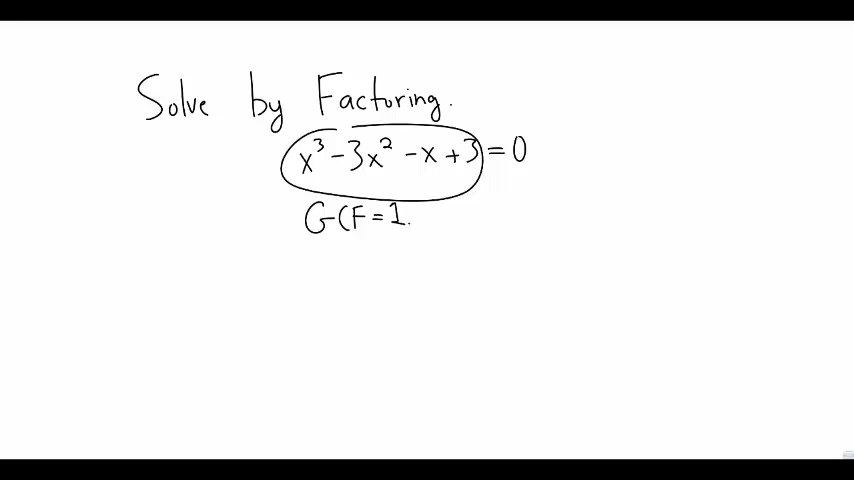 Solve by Factoring.
x³ - 3x² - x + 3 = 0
GCF = 1.